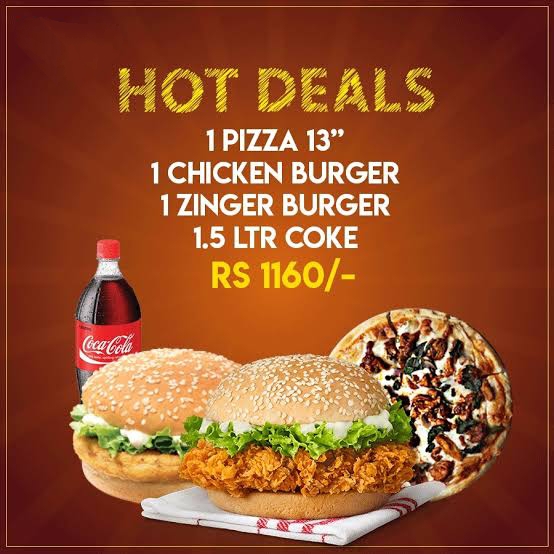 HOT DEALS
1 PIZZA 13”
1 CHICKEN BURGER
1 ZINGER BURGER
1.5 LTR COKE
RS 1160/-
Coca-Cola